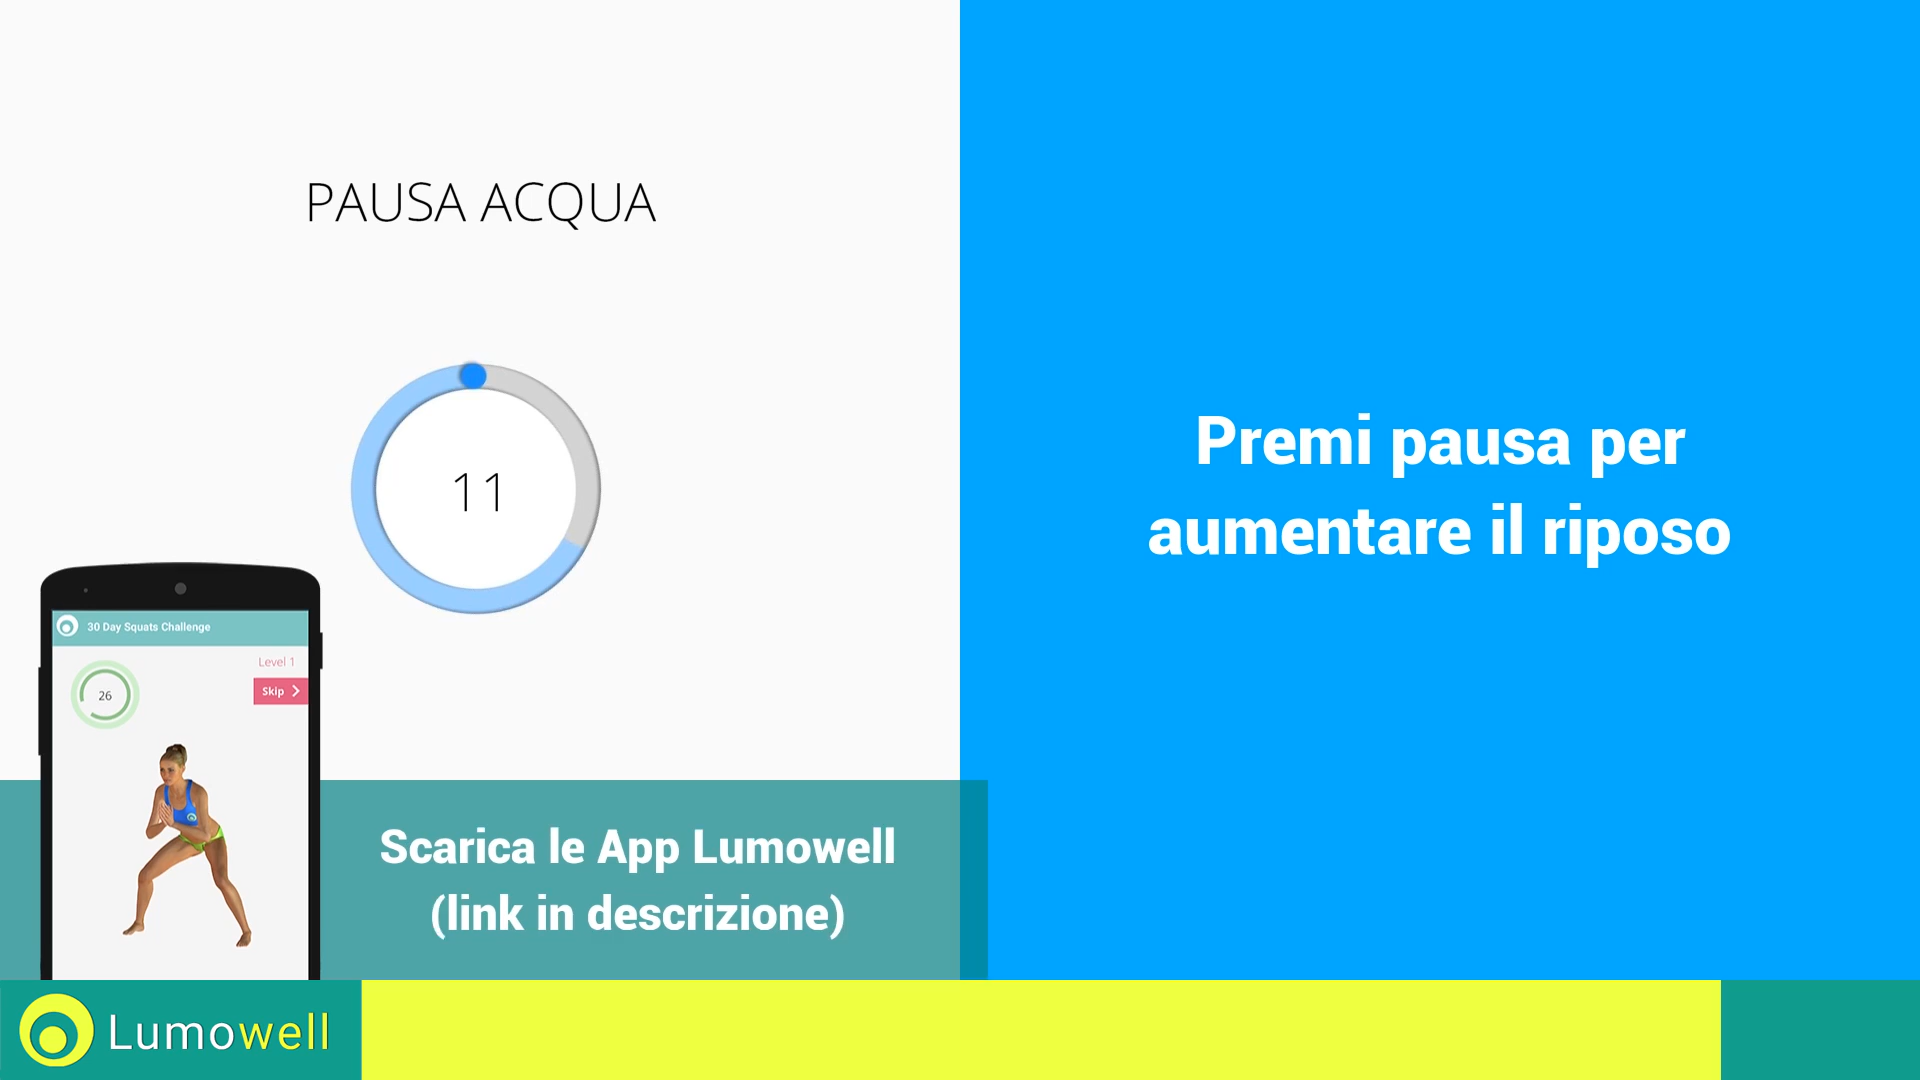 PAUSA ACQUA
11
Premi pausa per
aumentare il riposo
30 Day Squats Challenge
Level 1
26
Skip
Scarica le App Lumowell
(link in descrizione)
Lumowell